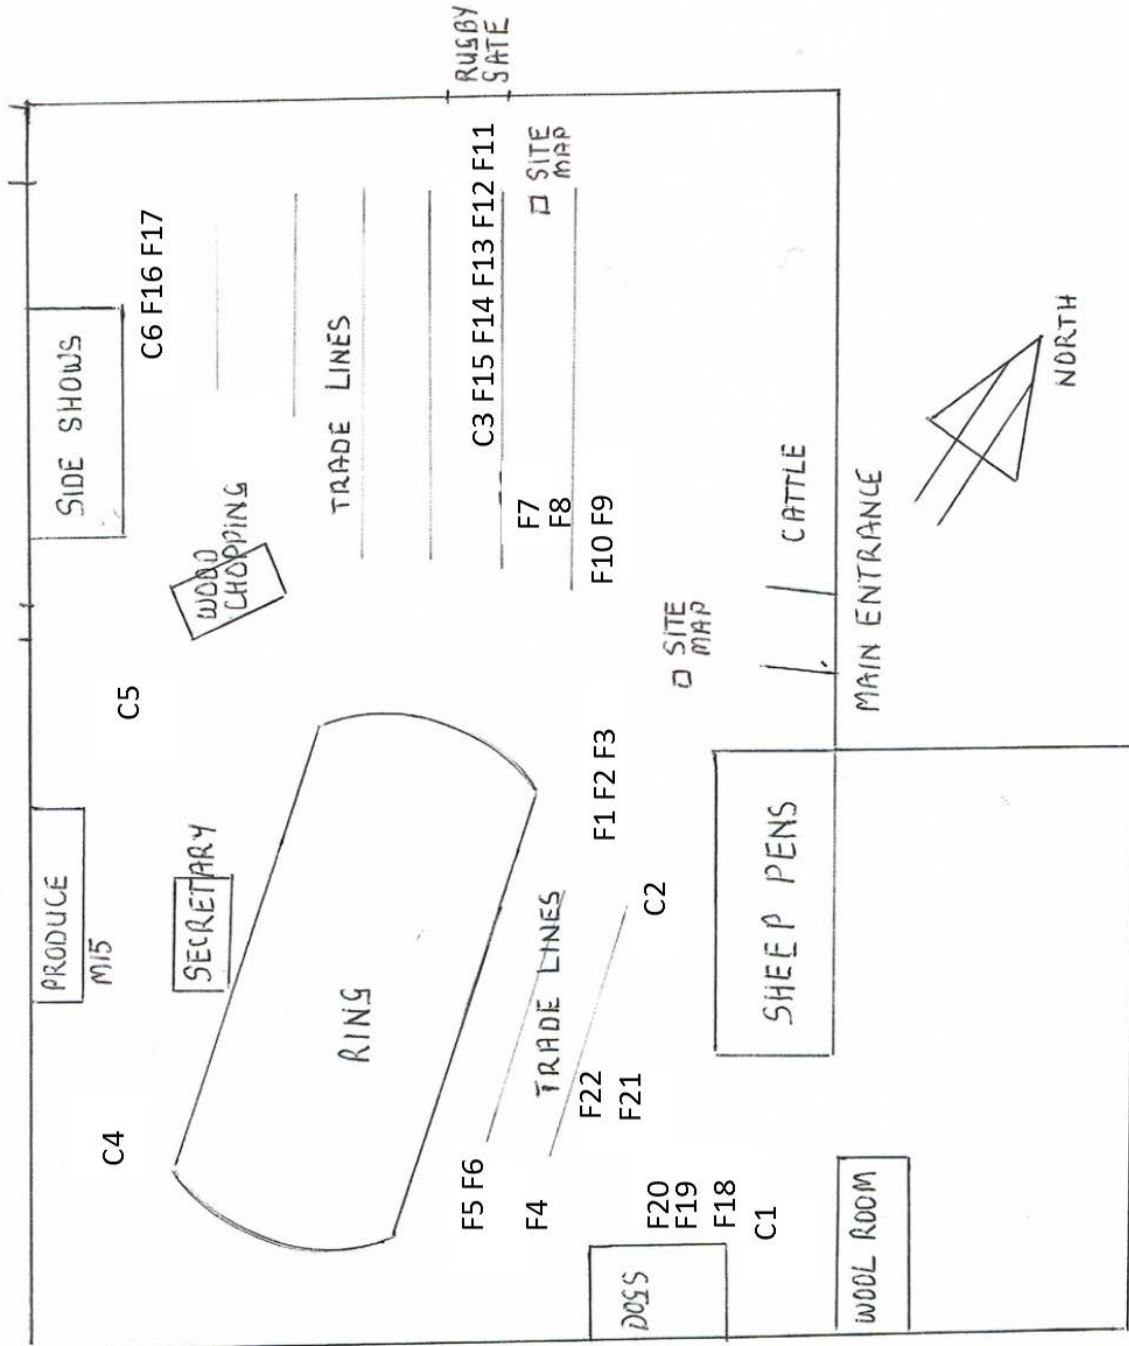 PRODUCE
M15
SIDE SHOWS
C4
C5
C6 F16 F17
SECRETARY
WOOD
CHOPPING
TRADE LINES
RING
RUGBY
GATE
F5 F6
C3 F15 F14 F13 F12 F11
F4
TRADE LINES
F7
F8
SITE
MAP
F22
F21
F1 F2 F3
F10 F9
DOGS
F20
F19
F18
C1
C2
SITE
MAP
SHEEP PENS
CATTLE
WOOL ROOM
MAIN ENTRANCE
NORTH